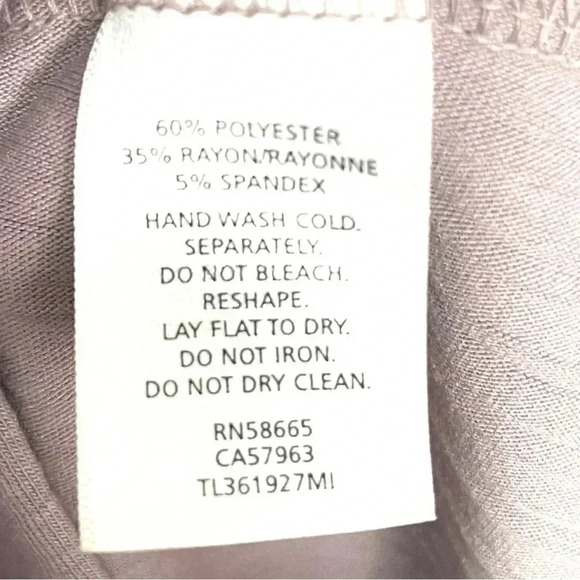 60% POLYESTER
35% RAYON/RAYONNE
5% SPANDEX
HAND WASH COLD.
SEPARATELY.
DO NOT BLEACH.
RESHAPE.
LAY FLAT TO DRY.
DO NOT IRON.
DO NOT DRY CLEAN.
RN58665
CA57963
TL361927MI